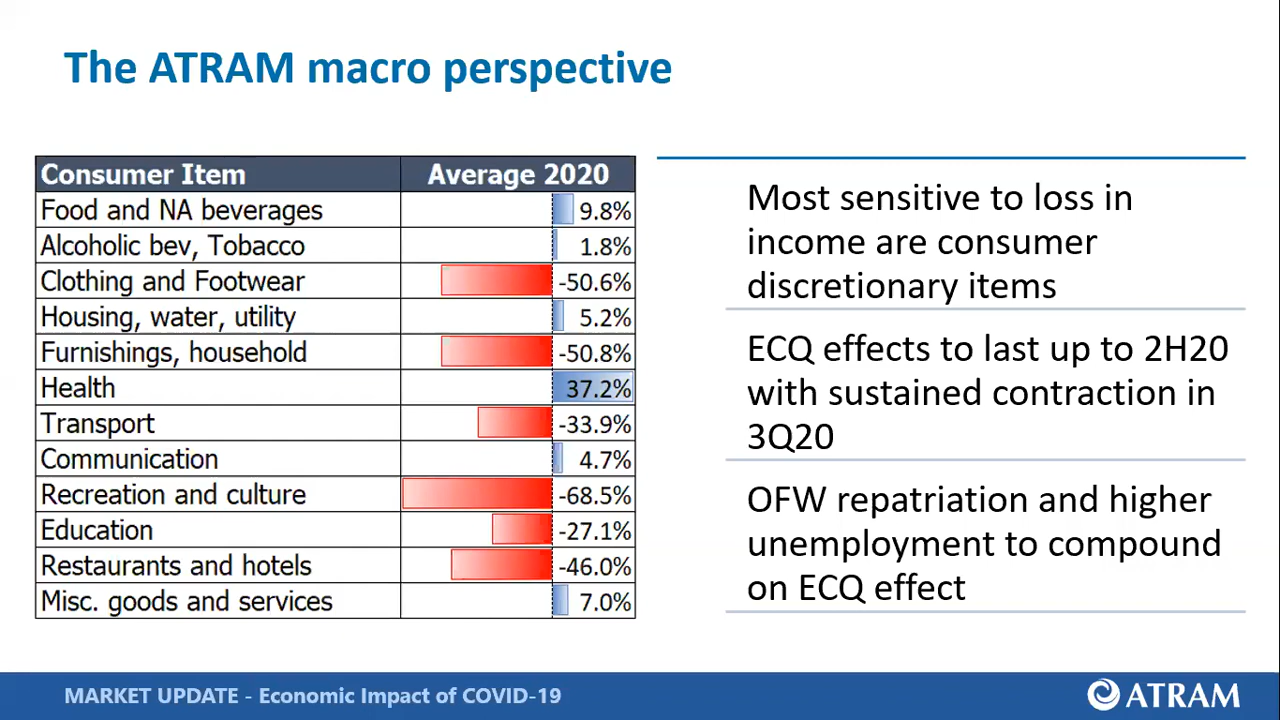 The ATRAM macro perspective
Consumer Item Average 2020
Food and NA beverages 9.8%
Alcoholic bev, Tobacco 1.8%
Clothing and Footwear -50.6%
Housing, water, utility 5.2%
Furnishings, household -50.8%
Health 37.2%
Transport -33.9%
Communication 4.7%
Recreation and culture -68.5%
Education -27.1%
Restaurants and hotels -46.0%
Misc. goods and services 7.0%
Most sensitive to loss in
income are consumer
discretionary items
ECQ effects to last up to 2H20
with sustained contraction in
3Q20
OFW repatriation and higher
unemployment to compound
on ECQ effect
MARKET UPDATE - Economic Impact of COVID-19
ATRAM